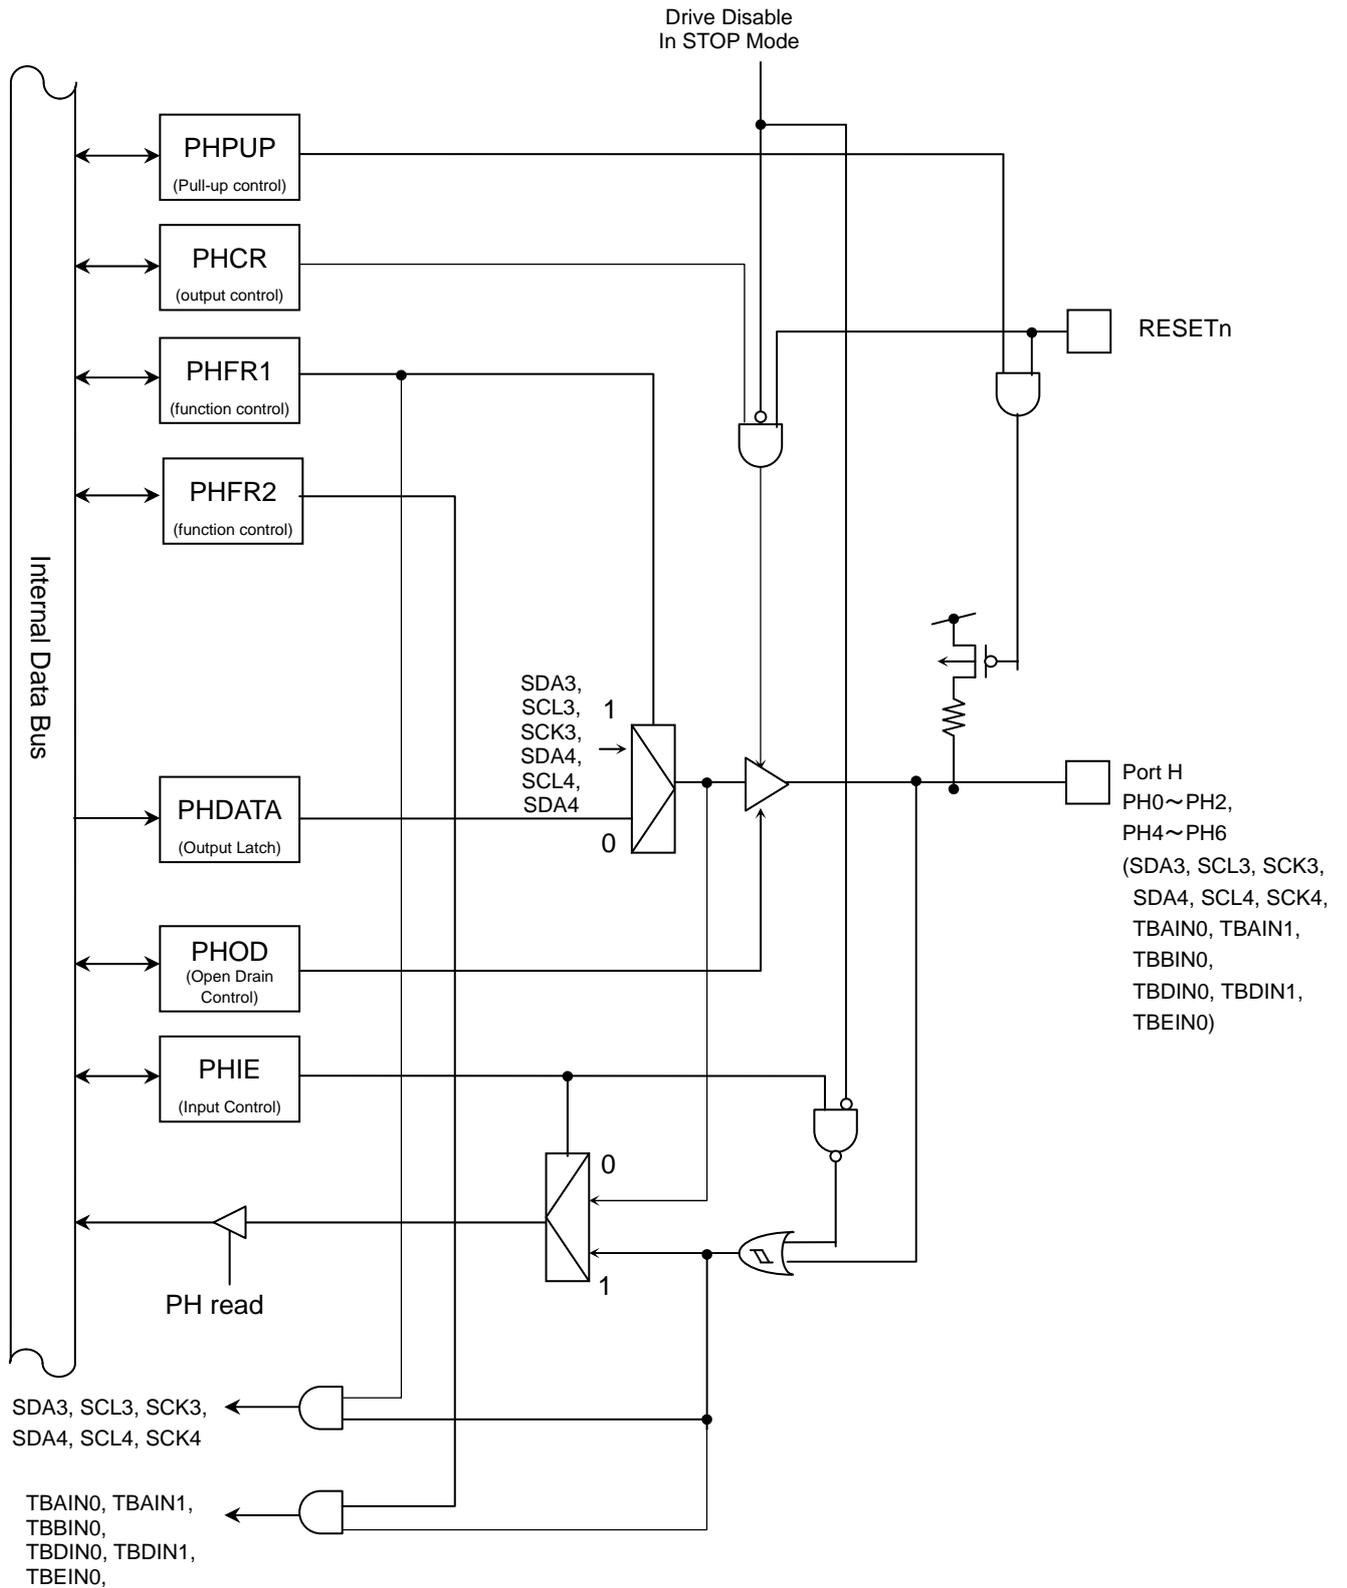 Drive Disable
In STOP Mode
PHPUP
(Pull-up control)
PHCR
(output control)
RESETn
PHFR1
(function control)
PHFR2
(function control)
Internal Data Bus
SDA3,
SCL3,
SCK3,
SDA4,
SCL4,
SDA4
1
0
PHDATA
(Output Latch)
Port H
PH0～PH2,
PH4～PH6
(SDA3, SCL3, SCK3,
SDA4, SCL4, SCK4,
TBAIN0, TBAIN1,
TBBIN0,
TBDIN0, TBDIN1,
TBEIN0)
PHOD
(Open Drain
Control)
PHIE
(Input Control)
0
1
PH read
SDA3, SCL3, SCK3,
SDA4, SCL4, SCK4
TBAIN0, TBAIN1,
TBBIN0,
TBDIN0, TBDIN1,
TBEIN0,